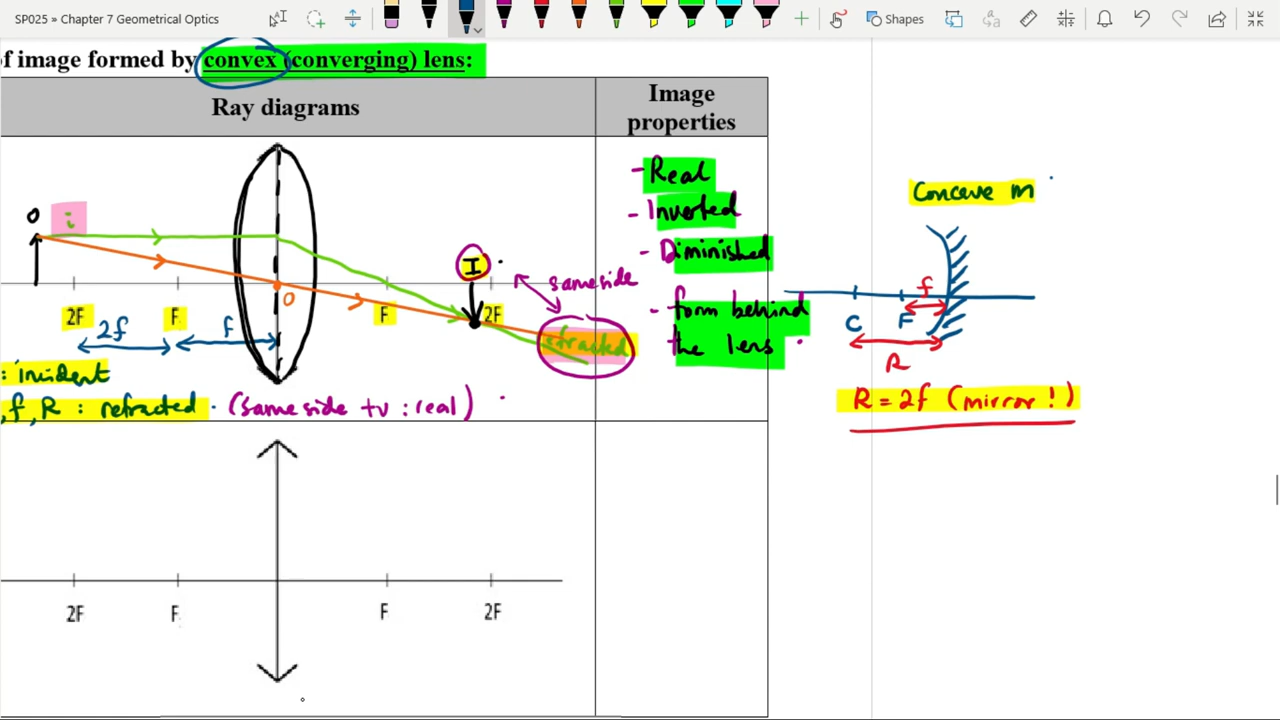 SP025 » Chapter 7 Geometrical Optics
Shapes
of image formed by convex (converging) lens:
Ray diagrams
Image
properties
O
i
I
O
2F
F
F
2F
2f
f
same side
refracted
: incident
,f,R : refracted. (same side +v : real)
- Real
- Inverted
- Diminished
- form behind
the lens
Concave m
C
F
f
R
R = 2f (mirror!)
2F
F
F
2F